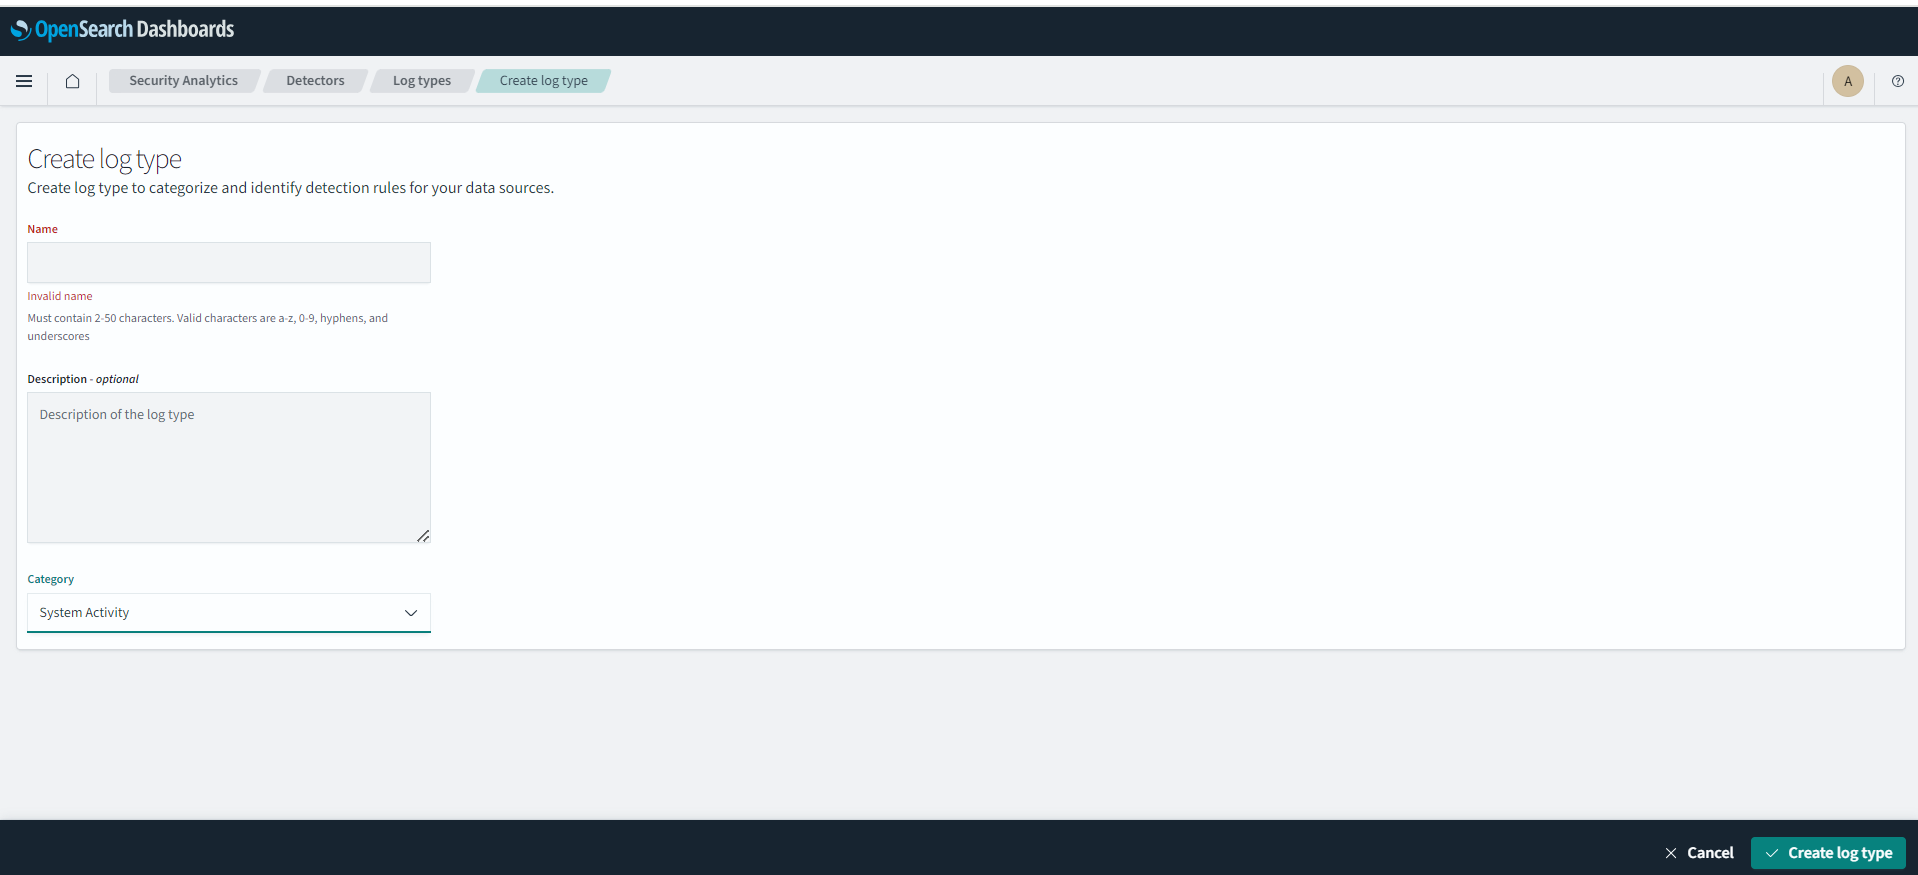 OpenSearch Dashboards
Security Analytics
Detectors
Log types
Create log type
A
Create log type
Create log type to categorize and identify detection rules for your data sources.
Name
Invalid name
Must contain 2-50 characters. Valid characters are a-z, 0-9, hyphens, and
underscores
Description - optional
Description of the log type
Category
System Activity
Cancel
Create log type